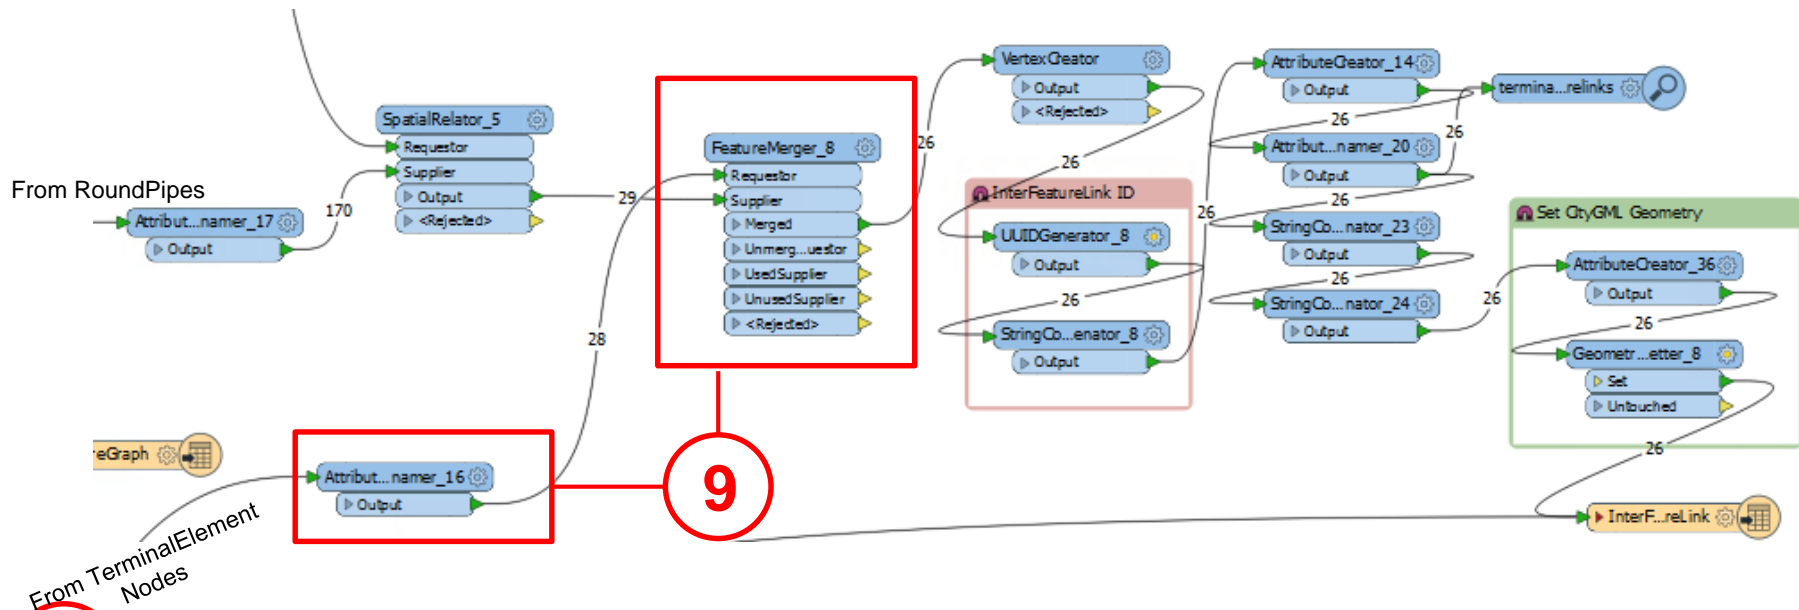 From RoundPipes
Attribut...namer_17
Output
170
SpatialRelator_5
Requestor
Supplier
Output
<Rejected>
29
28
eGraph
Attribut...namer_16
Output
From TerminalElement
Nodes
FeatureMerger_8
Requestor
Supplier
Merged
Unmerg...uestor
UsedSupplier
UnusedSupplier
<Rejected>
9
26
VertexCreator
Output
<Rejected>
26
InterFeatureLink ID
UUIDGenerator_8
Output
26
StringCo...enator_8
Output
26
AttributeCreator_14
Output
26
Attribut...namer_20
Output
26
26
StringCo...nator_23
Output
26
StringCo...nator_24
Output
26
termina...relinks
Set CityGML Geometry
AttributeCreator_36
Output
26
Geometr...etter_8
Set
Untouched
26
InterF...reLink